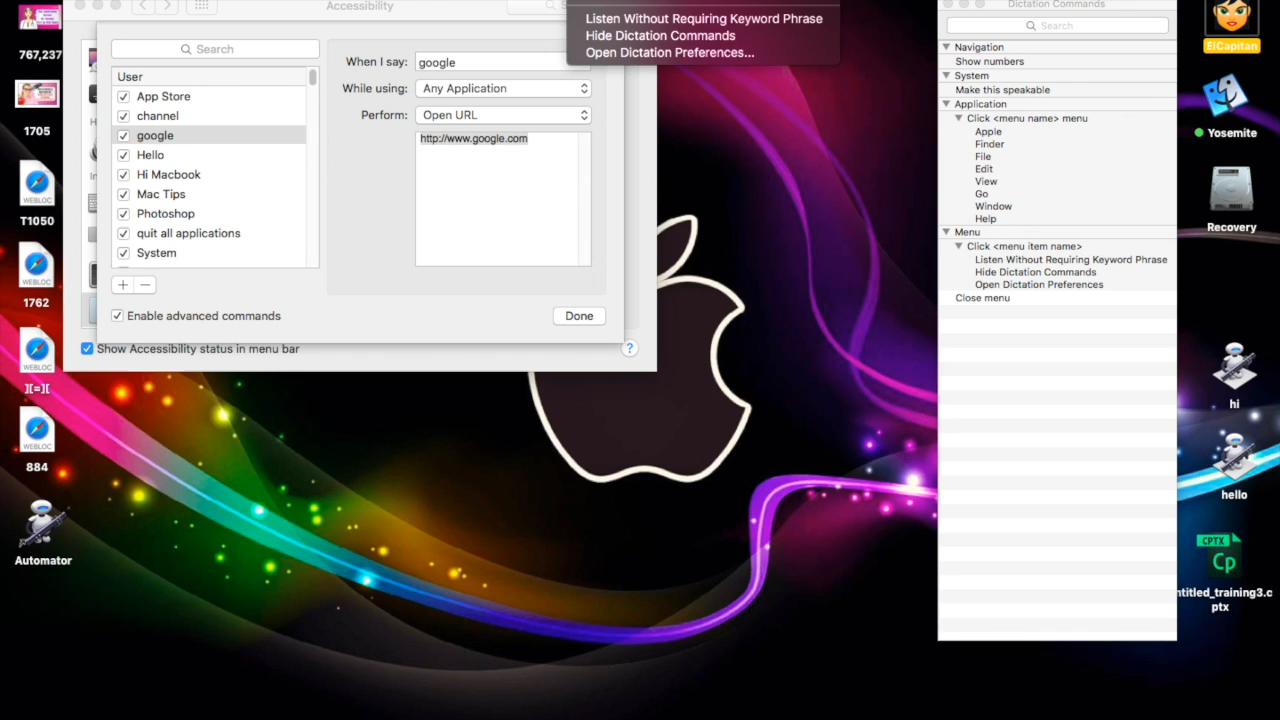 767,237
1705
WEBLOC
T1050
WEBLOC
1762
WEBLOC
][=][
WEBLOC
884
Automator
Accessibility
Search
User
App Store
channel
google
Hello
Hi Macbook
Mac Tips
Photoshop
quit all applications
System
+ −
Enable advanced commands
Show Accessibility status in menu bar
When I say: google
While using: Any Application
Perform: Open URL
http://www.google.com
Done
?
Listen Without Requiring Keyword Phrase
Hide Dictation Commands
Open Dictation Preferences...
Dictation Commands
Search
Navigation
Show numbers
System
Make this speakable
Application
Click <menu name> menu
Apple
Finder
File
Edit
View
Go
Window
Help
Menu
Click <menu item name>
Listen Without Requiring Keyword Phrase
Hide Dictation Commands
Open Dictation Preferences
Close menu
ElCapitan
Yosemite
Recovery
hi
hello
CPTX
Cp
ntitled_training3.c
ptx